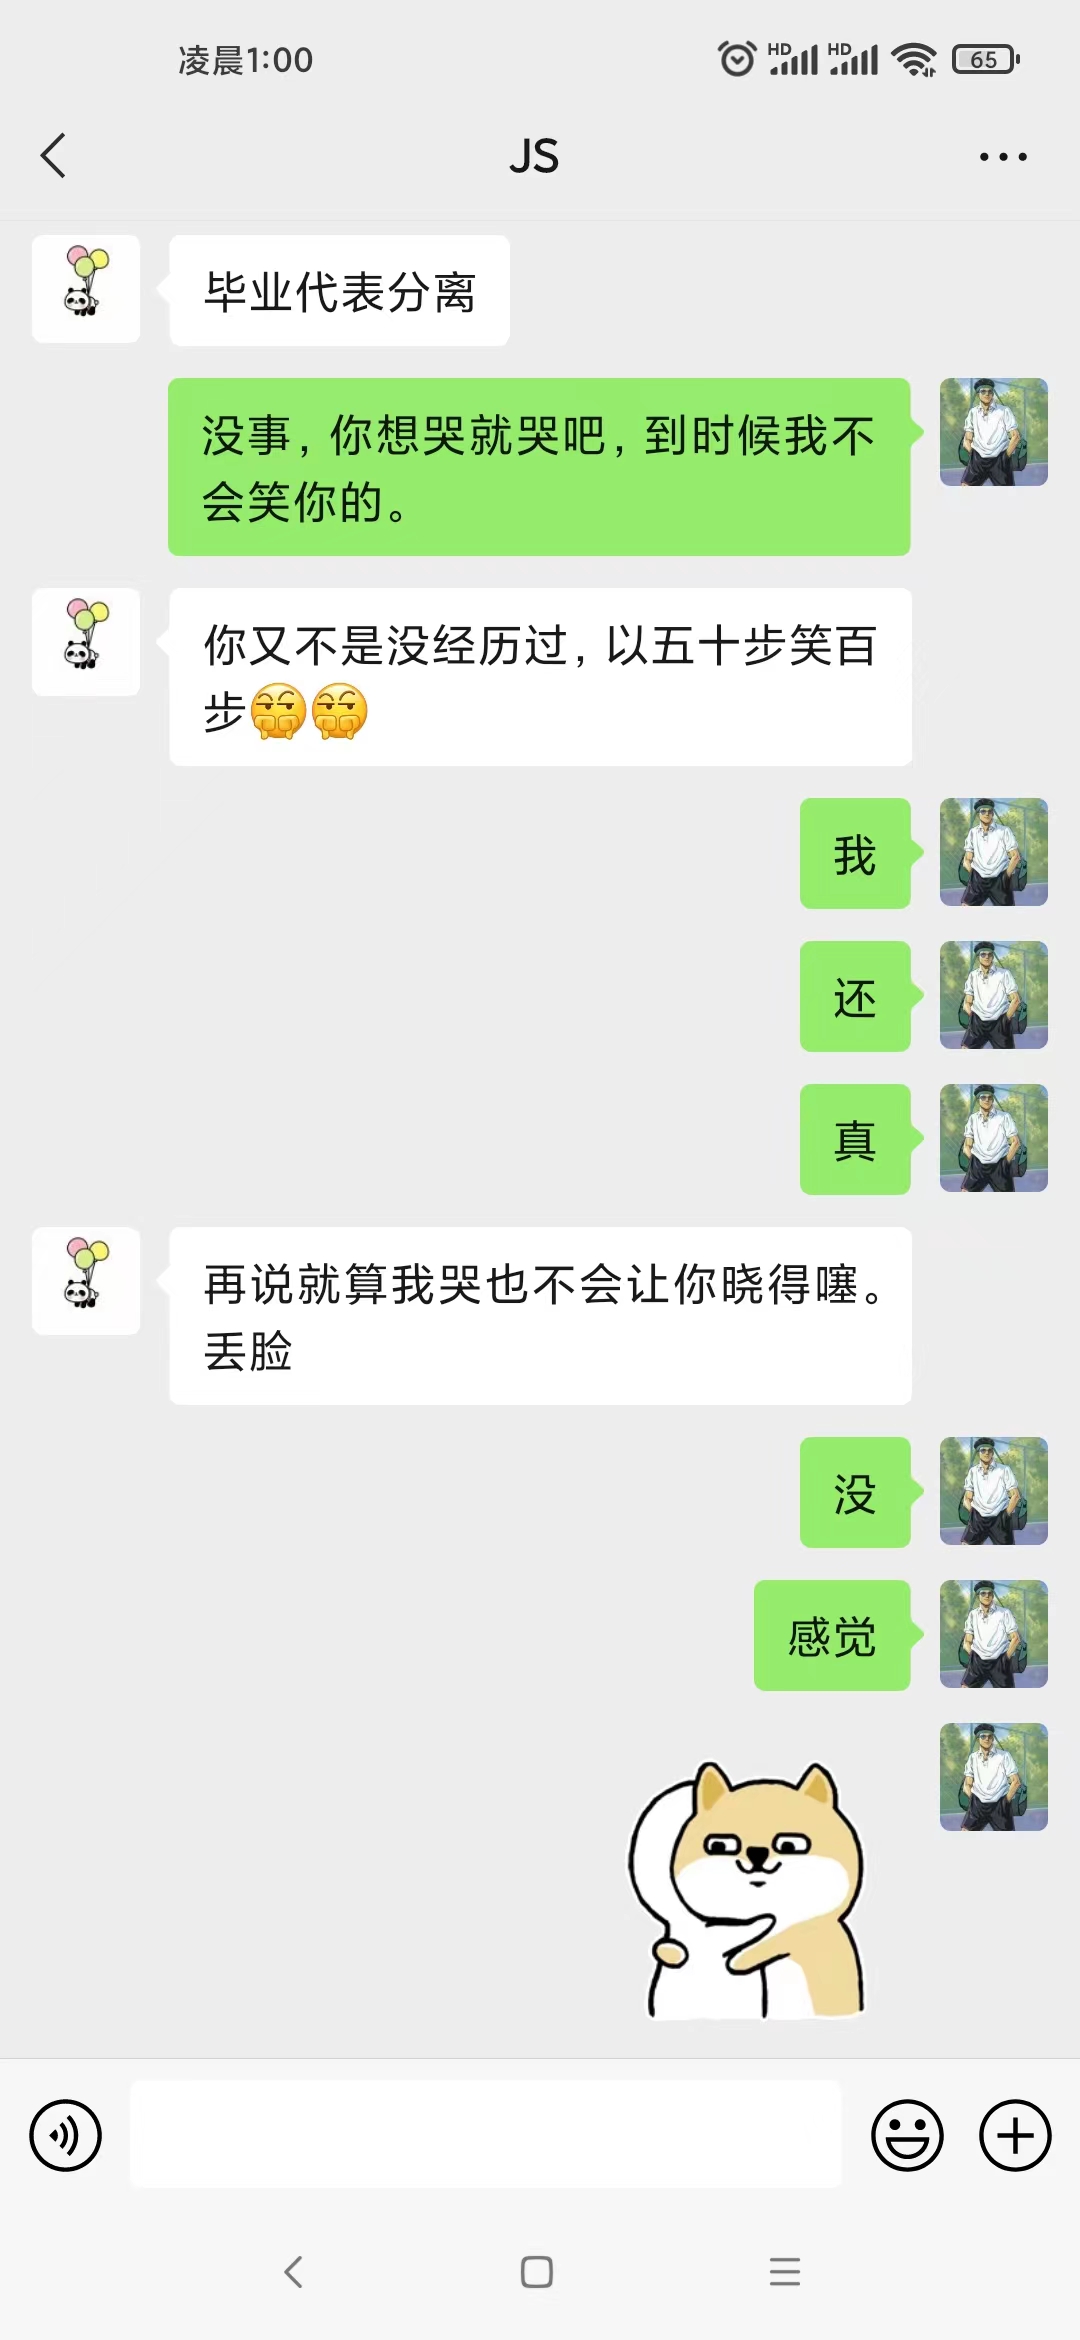 凌晨1:00
HD HD 65
JS
毕业代表分离
没事,你想哭就哭吧,到时候我不
会笑你的。
你又不是没经历过,以五十步笑百
步
我
还
真
再说就算我哭也不会让你晓得噻。
丢脸
没
感觉